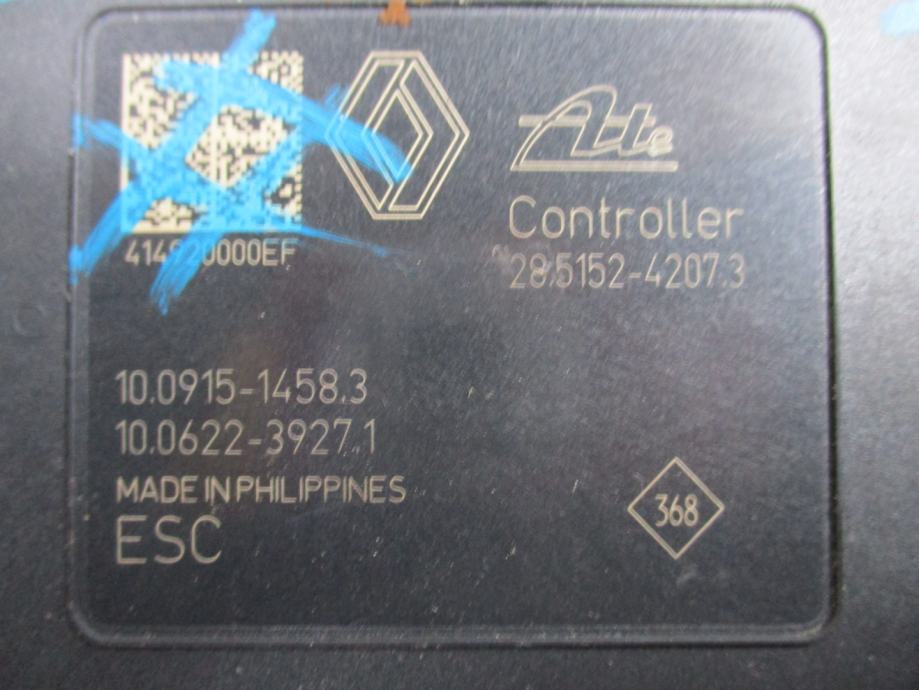 Ate
Controller
28.5152-4207.3
10.0915-1458.3
10.0622-3927.1
MADE IN PHILIPPINES
ESC
368